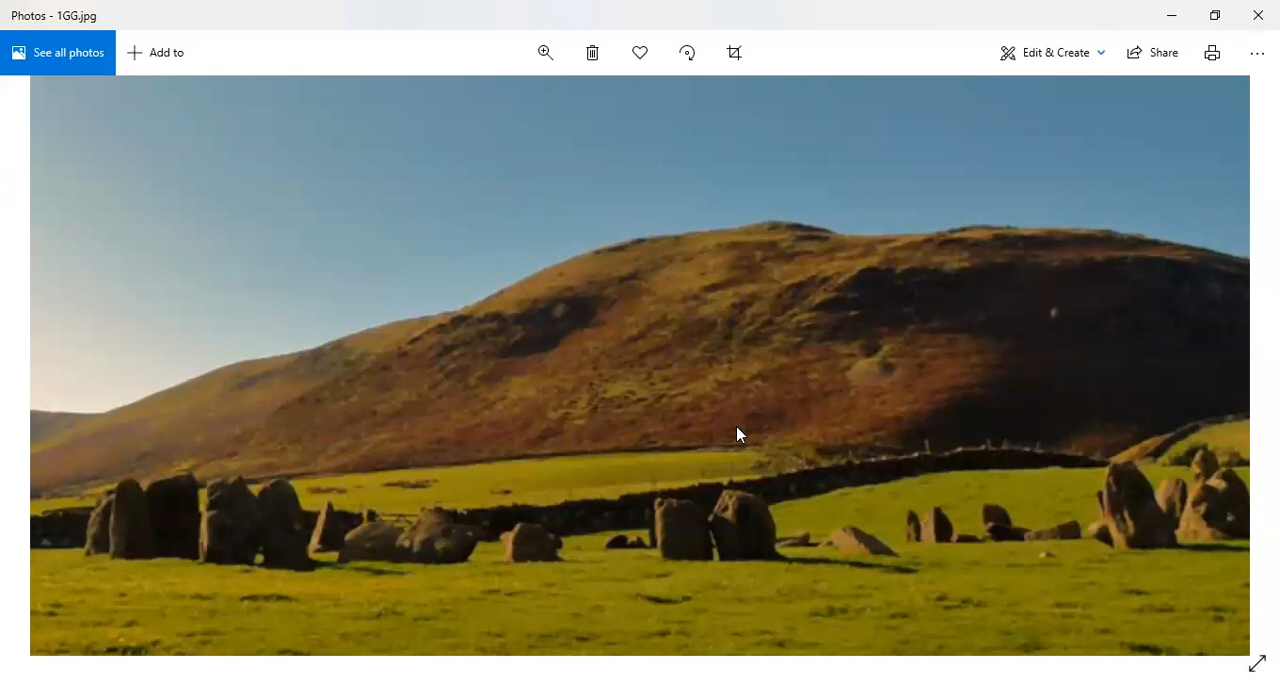 Photos - 1GG.jpg
See all photos
Add to
Edit & Create
Share